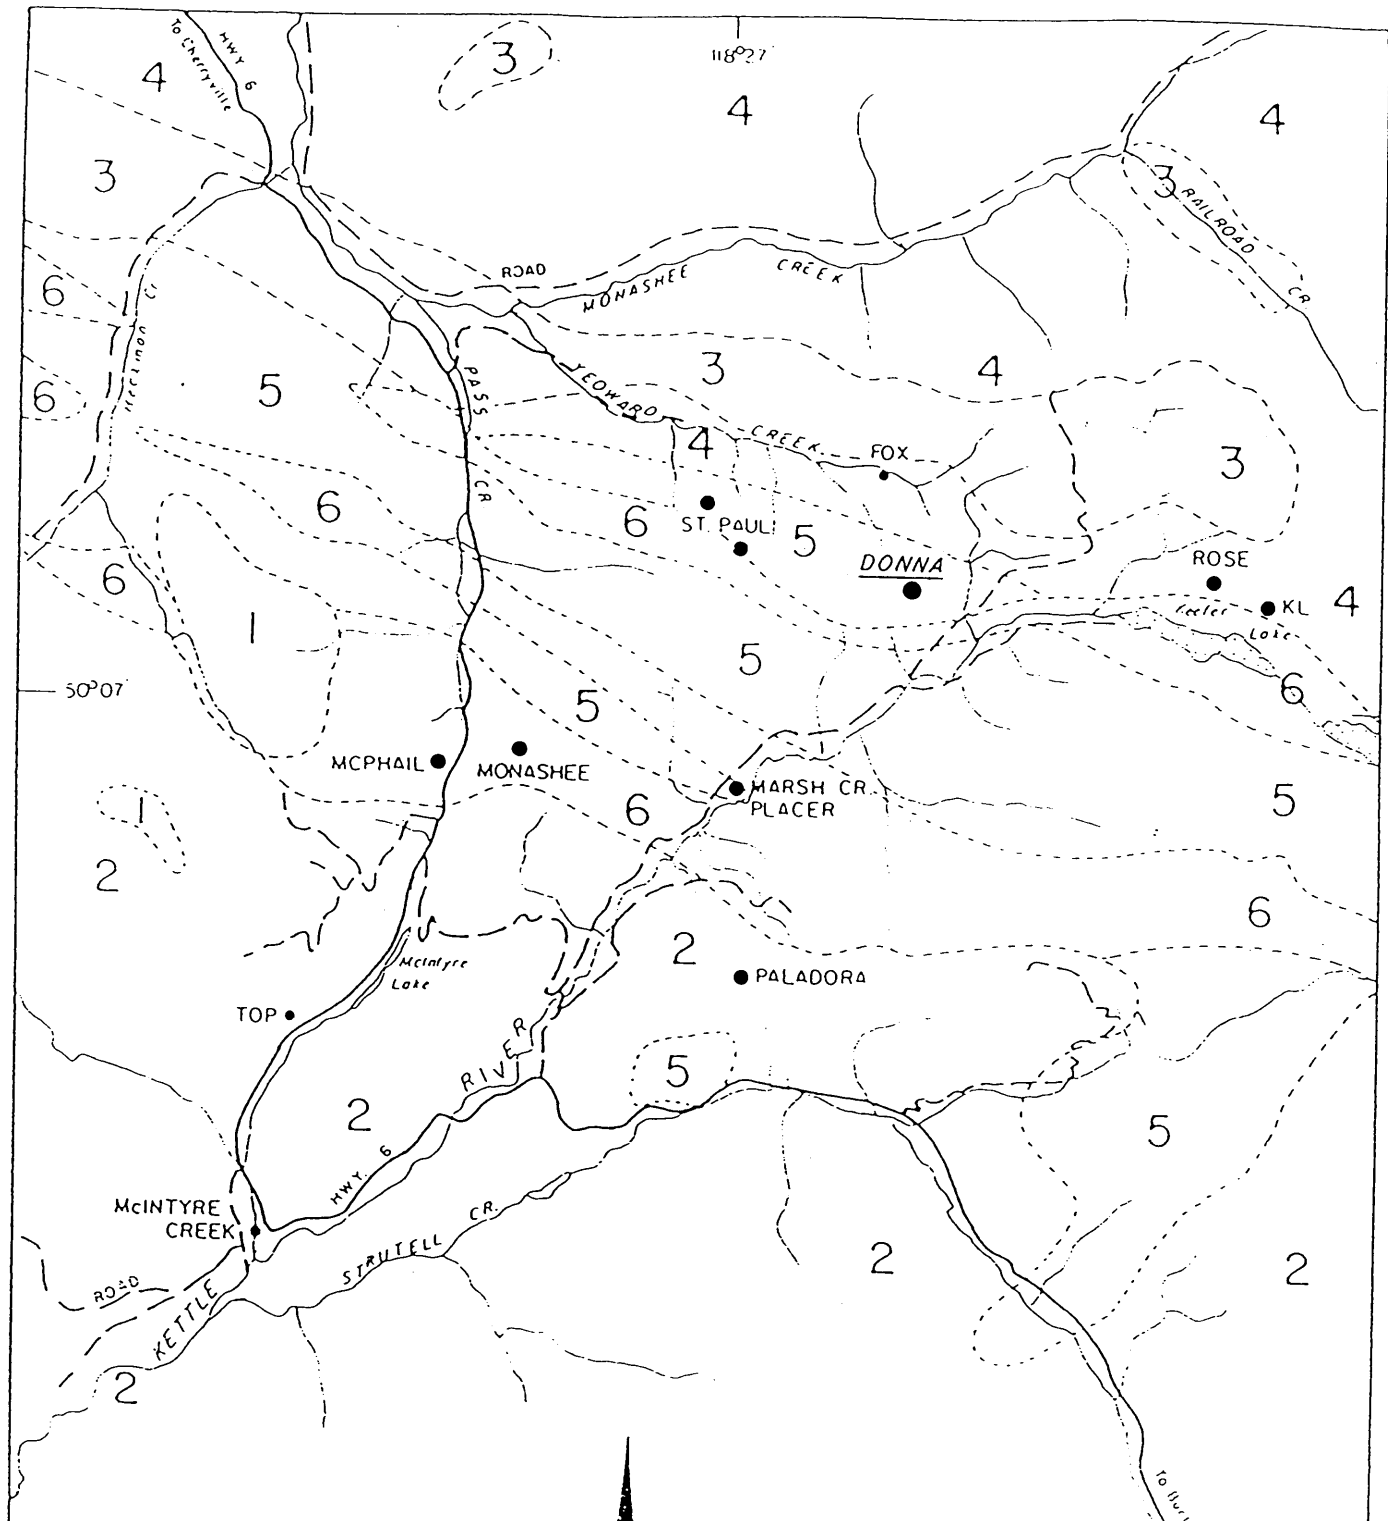 To Cherryville
HWY 6
118°27'
3
4
4
4
3
3
RAILROAD
CR.
ROAD
MONASHEE
CREEK
6
6
5
PASS
CR.
YEOWARD
CREEK
3
4
3
4
FOX
6
6
ST. PAUL
5
DONNA
ROSE
KL
Lake
4
6
6
1
5
5
50°07'
MCPHAIL
MONASHEE
6
MARSH CR.
PLACER
5
1
2
6
2
McIntyre
Lake
PALADORA
TOP
RIVER
5
2
5
HWY. 6
McINTYRE
CREEK
STRUTELL
CR.
2
2
ROAD
KETTLE
2
To